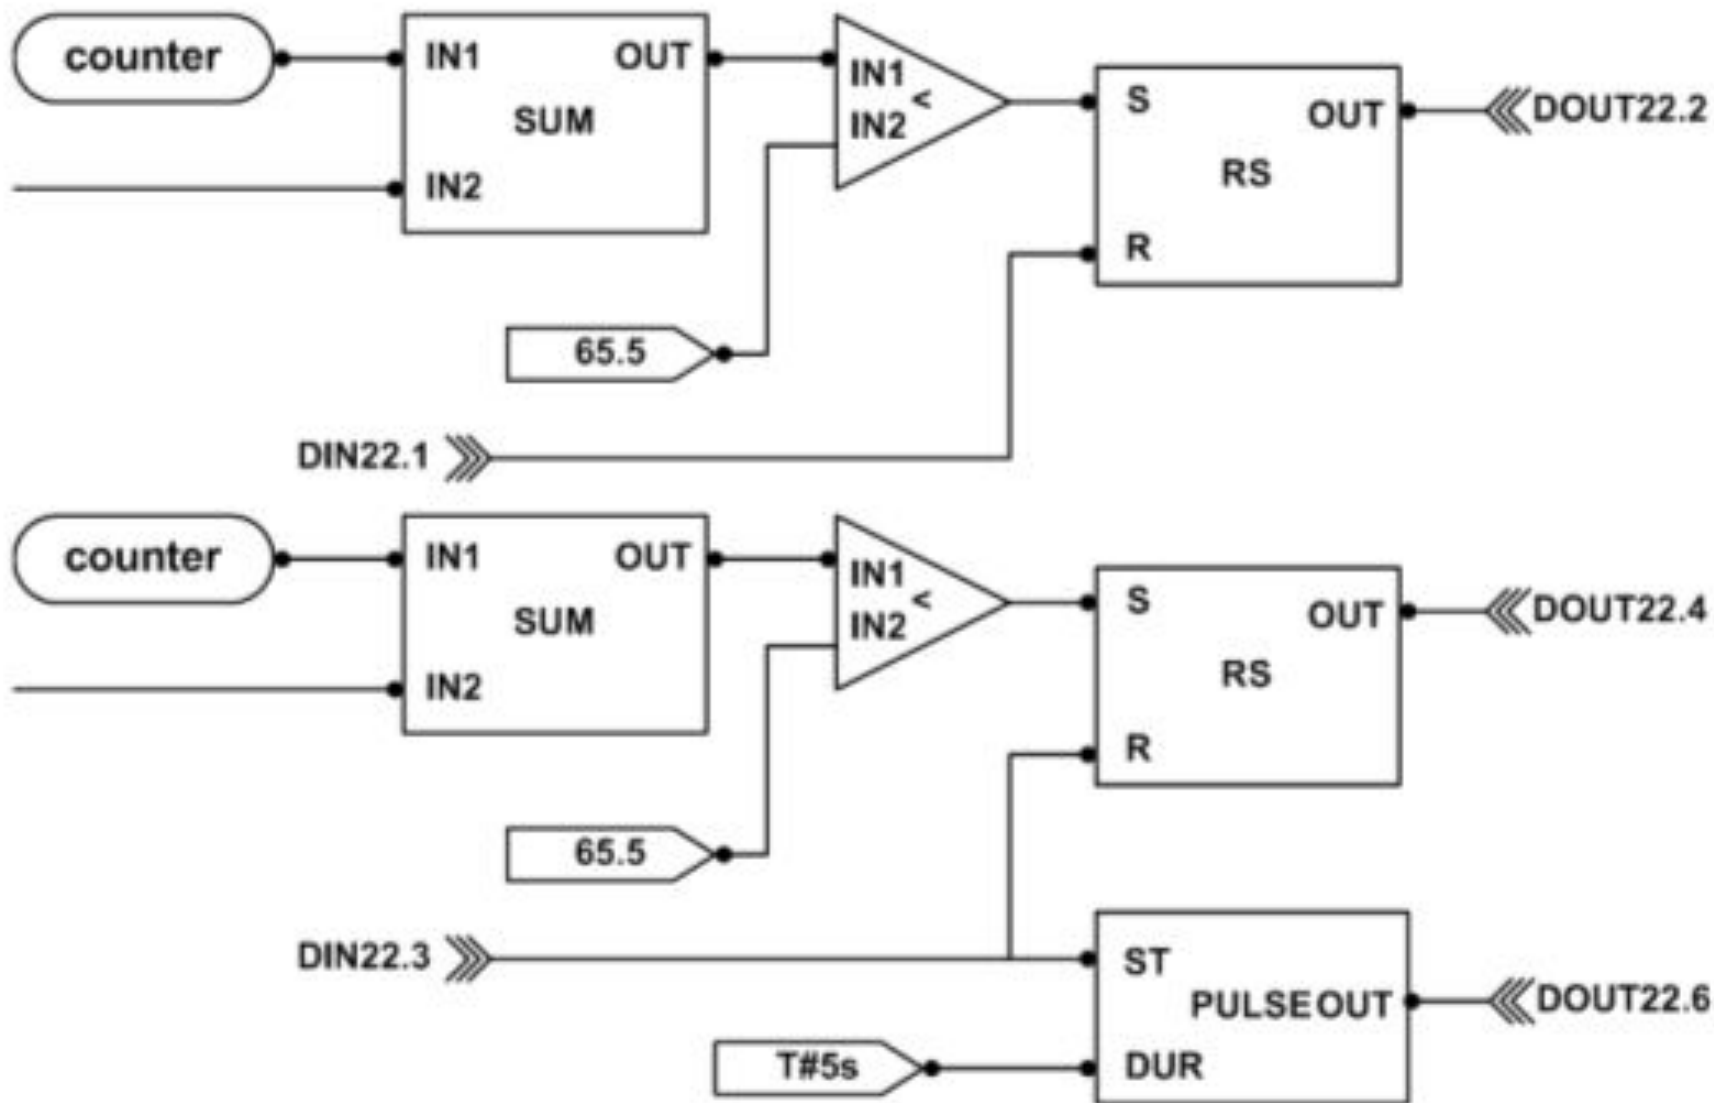 counter
IN1
OUT
SUM
IN2
IN1
<
IN2
S
OUT
RS
R
DOUT22.2
65.5
DIN22.1
counter
IN1
OUT
SUM
IN2
IN1
<
IN2
S
OUT
RS
R
DOUT22.4
65.5
DIN22.3
ST
PULSE OUT
DUR
DOUT22.6
T#5s